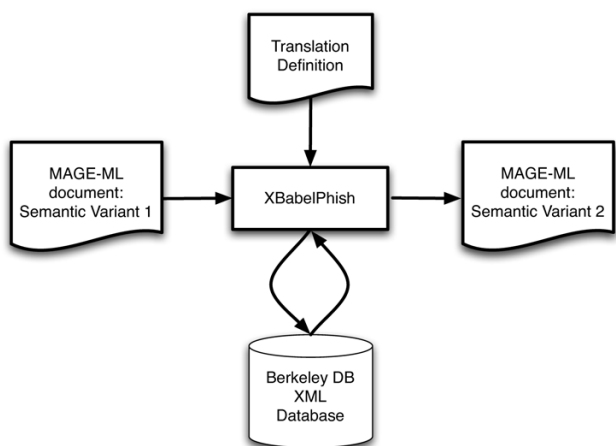 Translation
Definition
MAGE-ML
document:
Semantic Variant 1
XBabelPhish
MAGE-ML
document:
Semantic Variant 2
Berkeley DB
XML
Database